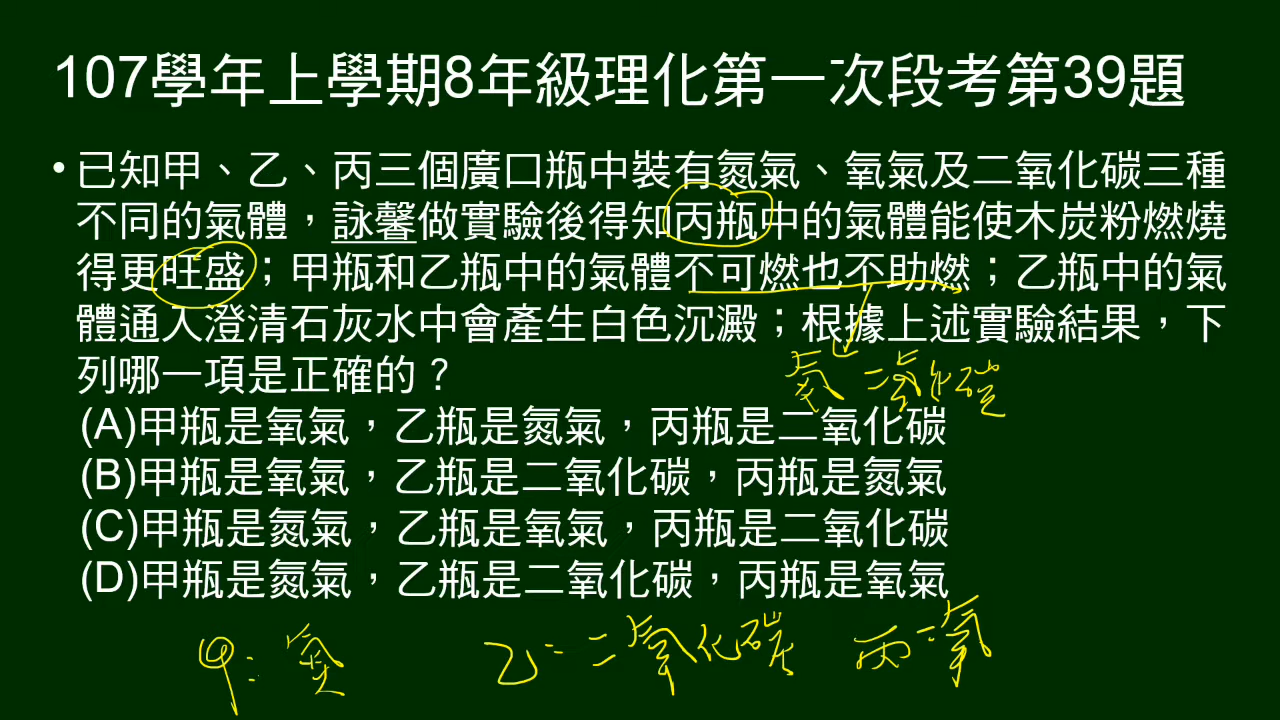 107學年上學期8年級理化第一次段考第39題
• 已知甲、乙、丙三個廣口瓶中裝有氮氣、氧氣及二氧化碳三種
不同的氣體，詠馨做實驗後得知丙瓶中的氣體能使木炭粉燃燒
得更旺盛；甲瓶和乙瓶中的氣體不可燃也不助燃；乙瓶中的氣
體通入澄清石灰水中會產生白色沉澱；根據上述實驗結果，下
列哪一項是正確的？
氮 二氧化碳
(A)甲瓶是氧氣，乙瓶是氮氣，丙瓶是二氧化碳
(B)甲瓶是氧氣，乙瓶是二氧化碳，丙瓶是氮氣
(C)甲瓶是氮氣，乙瓶是氧氣，丙瓶是二氧化碳
(D)甲瓶是氮氣，乙瓶是二氧化碳，丙瓶是氧氣
甲：氮 乙：二氧化碳 丙：氧